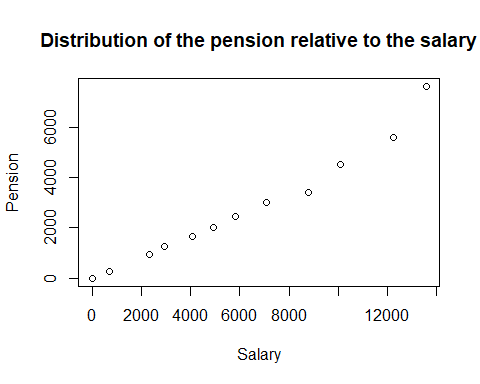 Distribution of the pension relative to the salary
Pension
6000
4000
2000
0
0 2000 4000 6000 8000 12000
Salary